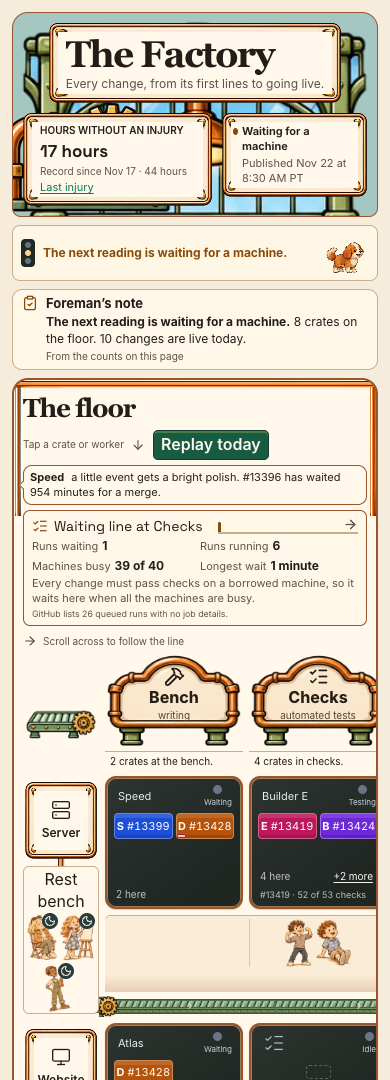 The Factory
Every change, from its first lines to going live.
HOURS WITHOUT AN INJURY
17 hours
Record since Nov 17 · 44 hours
Last injury
Waiting for a
machine
Published Nov 22 at
8:30 AM PT
The next reading is waiting for a machine.
Foreman's note
The next reading is waiting for a machine. 8 crates on
the floor. 10 changes are live today.
From the counts on this page
The floor
Tap a crate or worker
Replay today
Speed a little event gets a bright polish. #13396 has waited
954 minutes for a merge.
Waiting line at Checks
Runs waiting 1
Runs running 6
Machines busy 39 of 40
Longest wait 1 minute
Every change must pass checks on a borrowed machine, so it
waits here when all the machines are busy.
GitHub lists 26 queued runs with no job details.
Scroll across to follow the line
Bench
writing
Checks
automated tests
2 crates at the bench.
4 crates in checks.
Server
Speed
Waiting
S #13399
D #13428
2 here
Builder E
Testing
E #13419
B #13424
4 here
+2 more
#13419 · 52 of 53 checks
Rest
bench
Website
Atlas
Waiting
D #13418
Idle